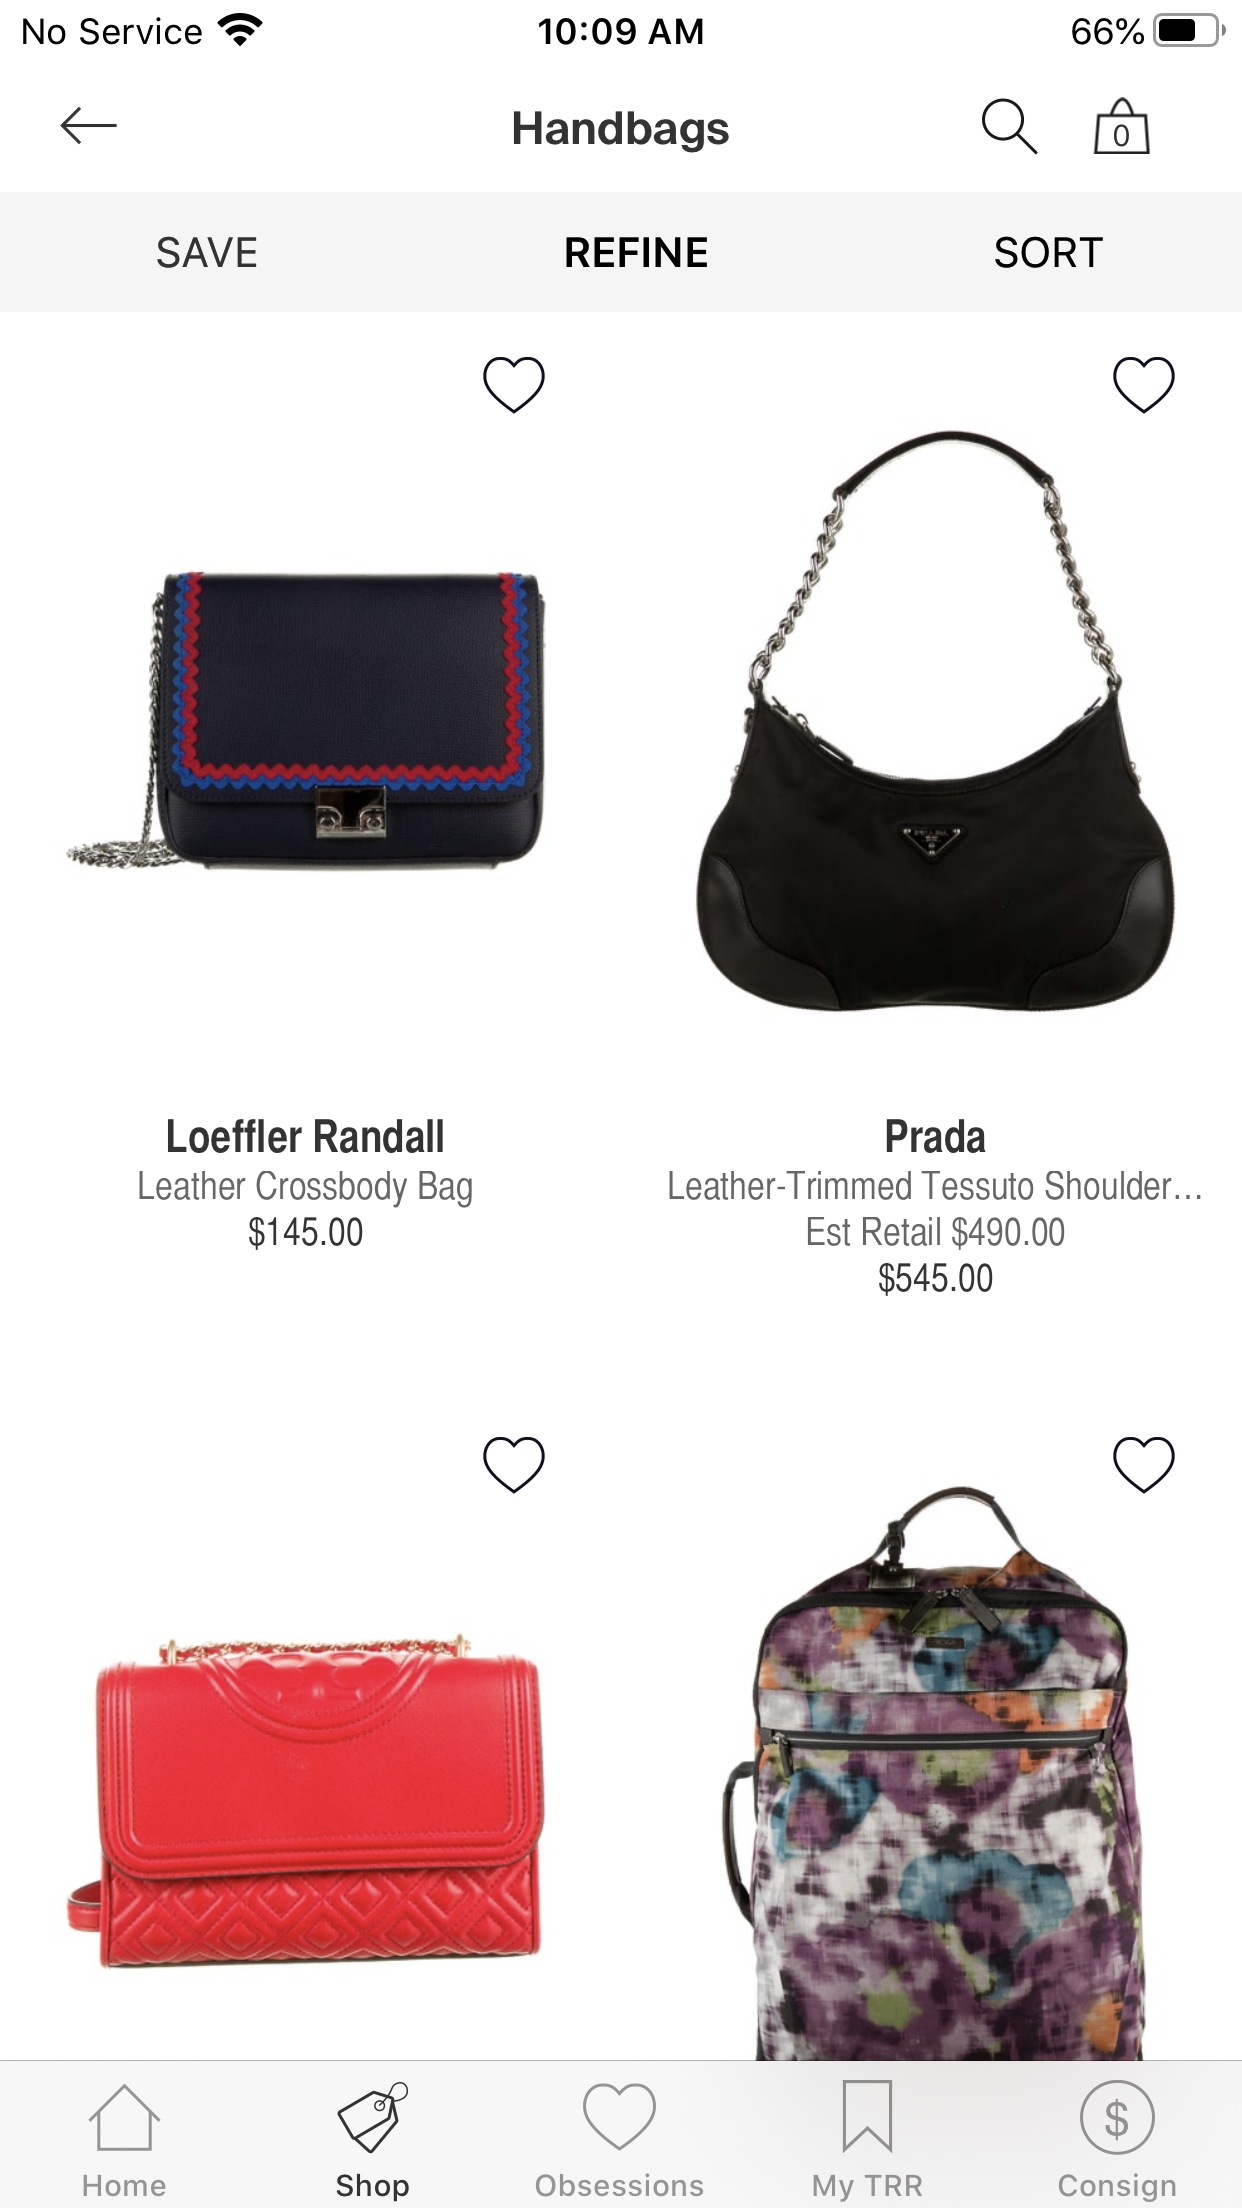 No Service 10:09 AM 66%
Handbags 0
SAVE REFINE SORT
PRADA
Loeffler Randall
Leather Crossbody Bag
$145.00
Prada
Leather-Trimmed Tessuto Shoulder...
Est Retail $490.00
$545.00
$
Home Shop Obsessions My TRR Consign